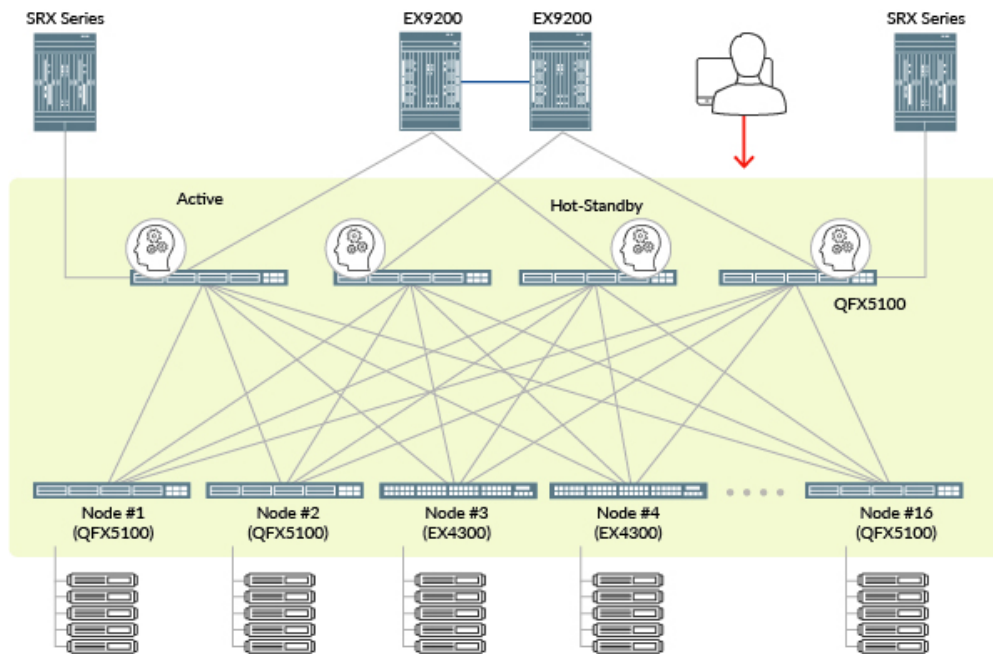 SRX Series
EX9200
EX9200
SRX Series
Active
Hot-Standby
QFX5100
Node #1
(QFX5100)
Node #2
(QFX5100)
Node #3
(EX4300)
Node #4
(EX4300)
Node #16
(QFX5100)